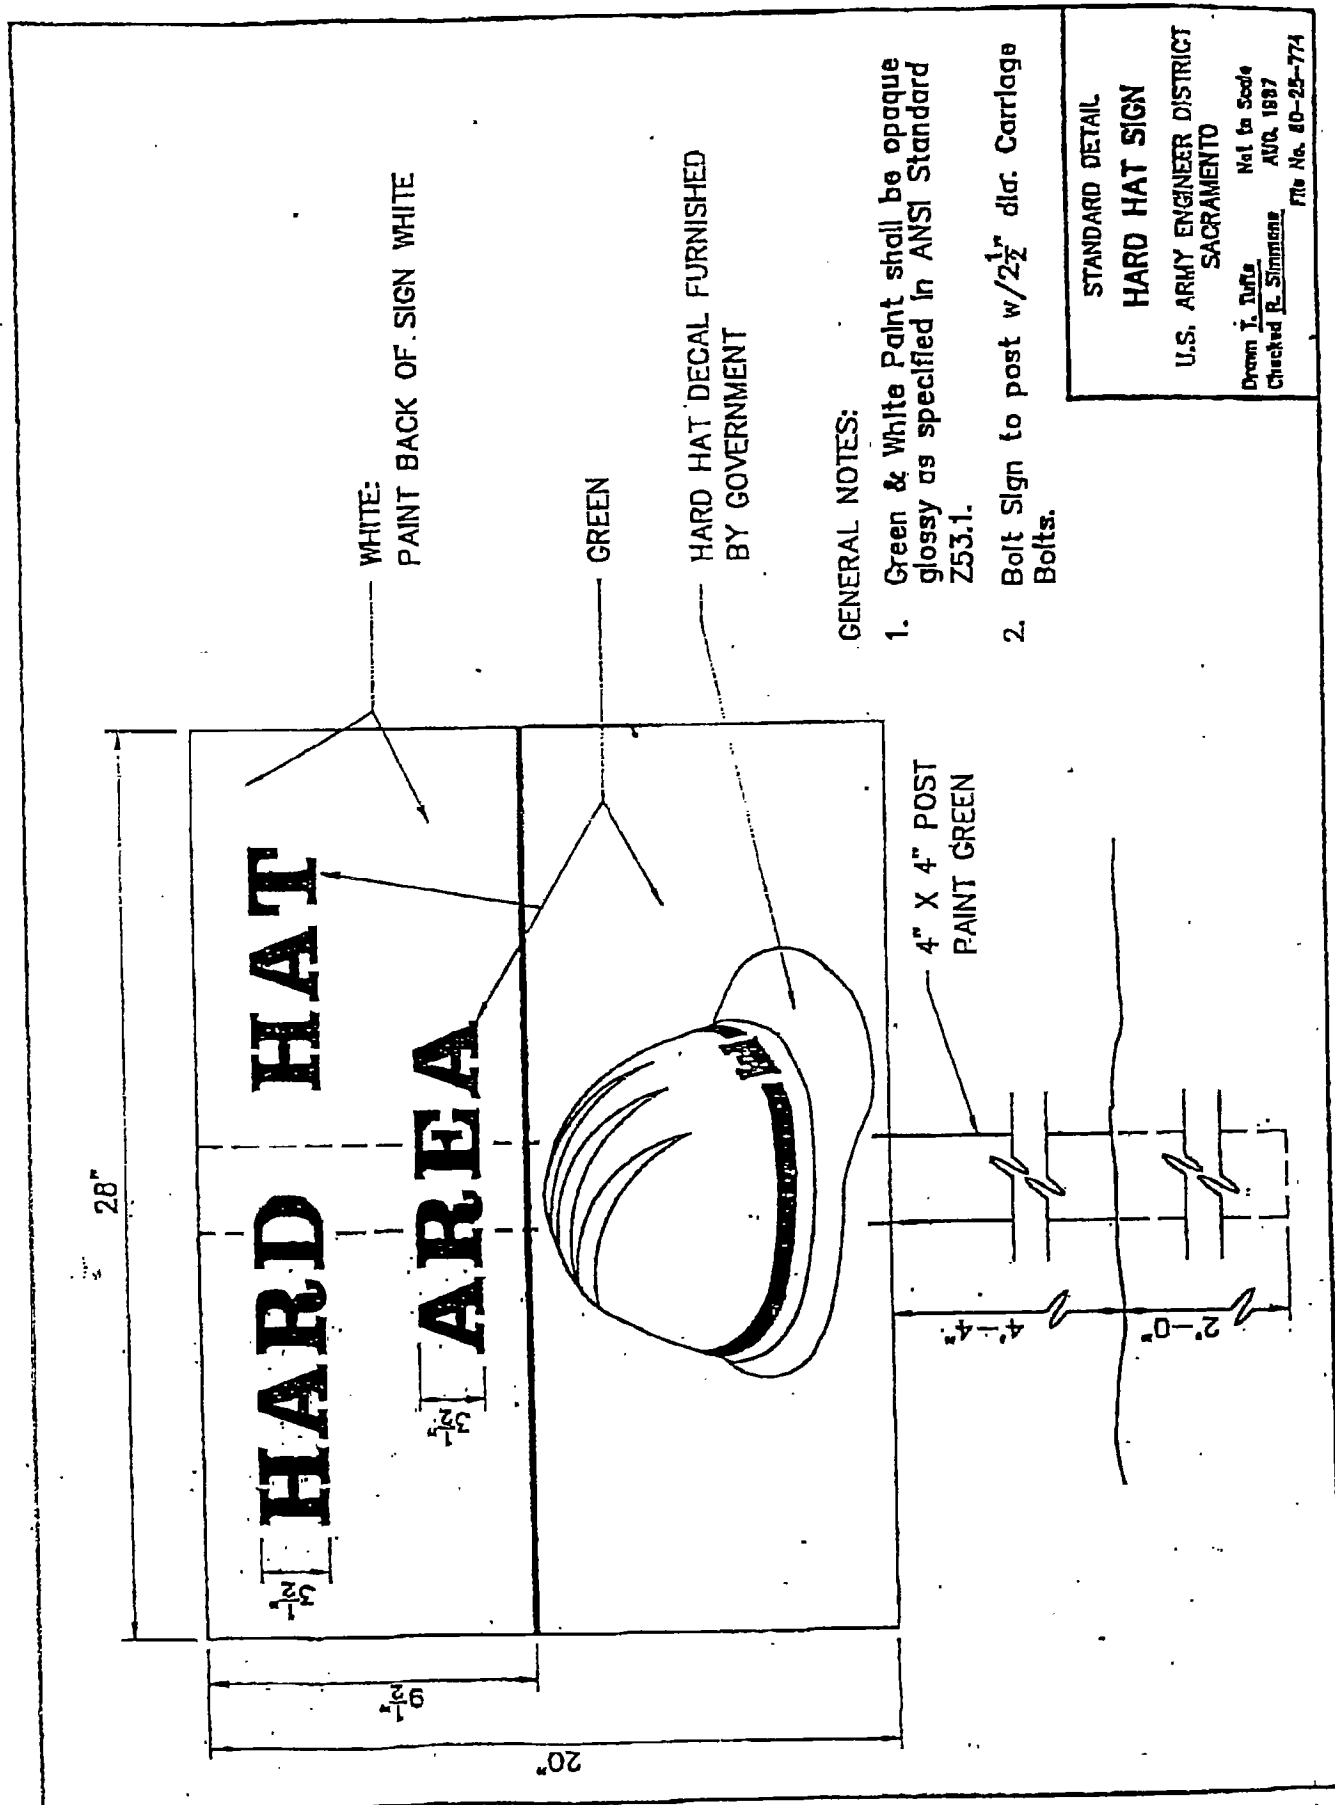 28"
HARD HAT
AREA
3 1/2"
3 1/2"
9 1/2"
20"
WHITE:
PAINT BACK OF SIGN WHITE
GREEN
HARD HAT DECAL FURNISHED
BY GOVERNMENT
4" X 4" POST
PAINT GREEN
4'-4"
2'-0"
GENERAL NOTES:
1. Green & White Paint shall be opaque
glossy as specified in ANSI Standard
Z53.1.
2. Bolt Sign to post w/2 1/2" dia. Carriage
Bolts.
STANDARD DETAIL
HARD HAT SIGN
U.S. ARMY ENGINEER DISTRICT
SACRAMENTO
Drawn T. Tufts Not to Scale
Checked R. Simmons AUG. 1987
File No. 80-25-774